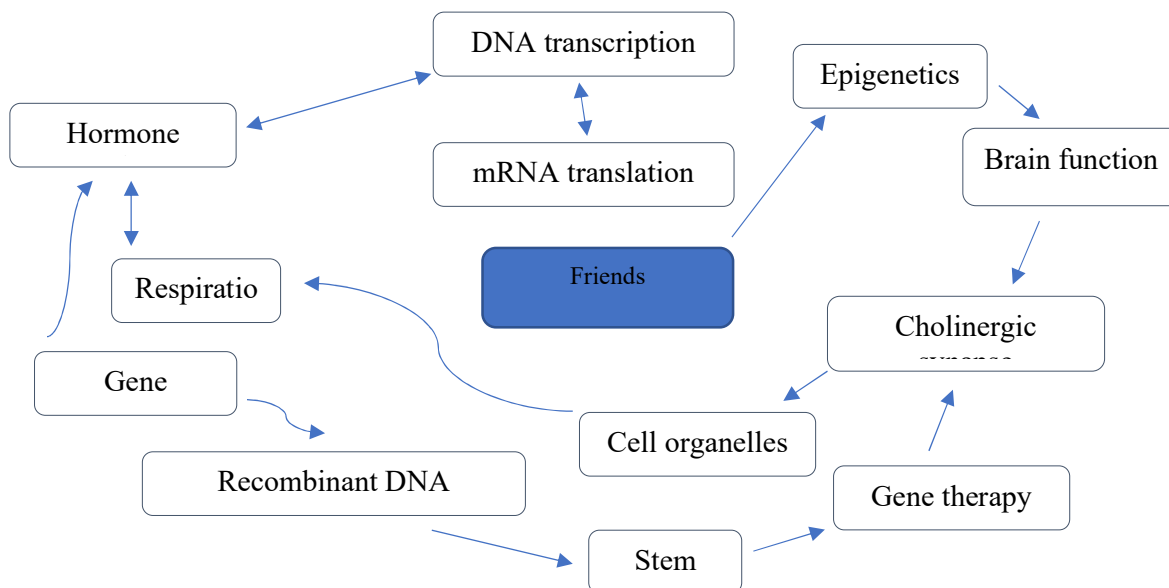 DNA transcription
Epigenetics
Hormone
Brain function
mRNA translation
Friends
Respiratio
Cholinergic
Gene
Cell organelles
Recombinant DNA
Gene therapy
Stem